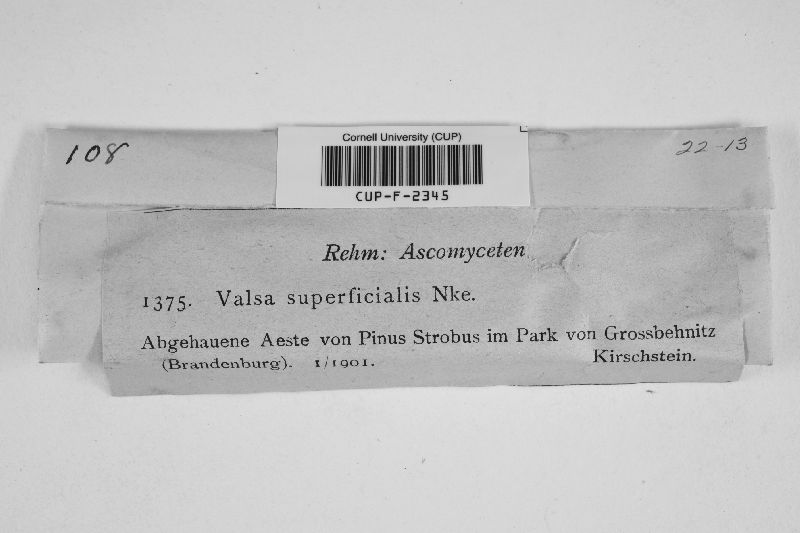 Cornell University (CUP)
108
22-13
CUP-F-2345
Rehm: Ascomyceten
1375. Valsa superficialis Nke.
Abgehauene Aeste von Pinus Strobus im Park von Grossbehnitz
(Brandenburg). 1/1901. Kirschstein.